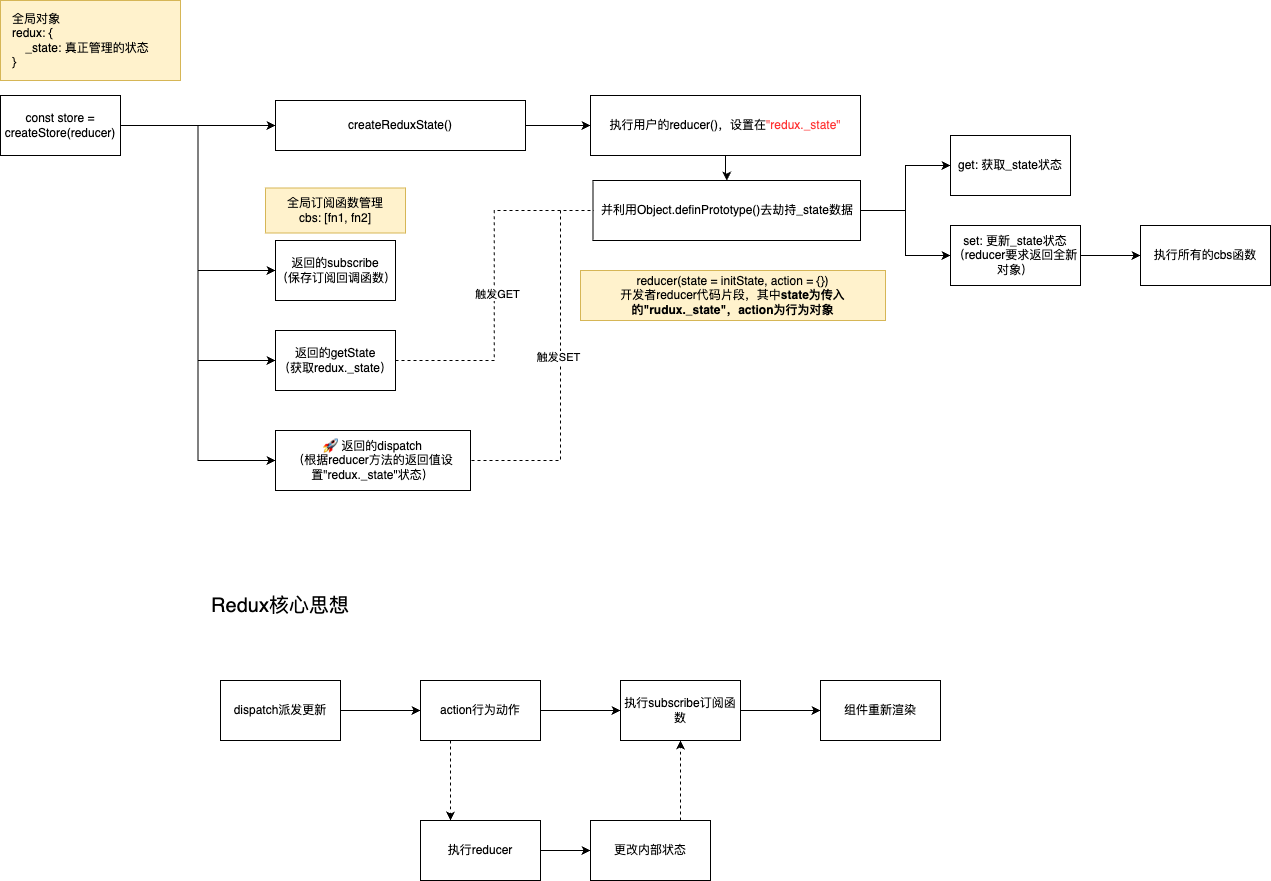 全局对象
redux: {
_state: 真正管理的状态
}
const store =
createStore(reducer)
createReduxState()
执行用户的reducer()，设置在"redux._state"
get: 获取_state状态
全局订阅函数管理
cbs: [fn1, fn2]
并利用Object.definPrototype()去劫持_state数据
set: 更新_state状态
（reducer要求返回全新
对象）
执行所有的cbs函数
返回的subscribe
（保存订阅回调函数）
触发GET
reducer(state = initState, action = {})
开发者reducer代码片段，其中state为传入
的"rudux._state"，action为行为对象
返回的getState
（获取redux._state）
触发SET
🚀 返回的dispatch
（根据reducer方法的返回值设
置"redux._state"状态）
Redux核心思想
dispatch派发更新
action行为动作
执行subscribe订阅函
数
组件重新渲染
执行reducer
更改内部状态